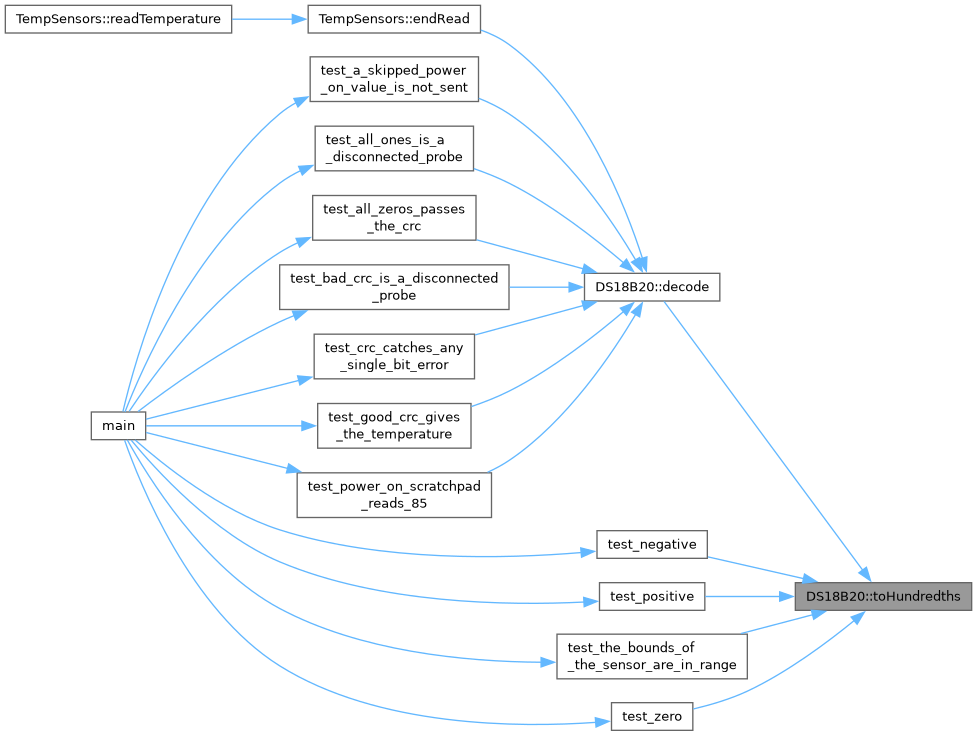 TempSensors::readTemperature
TempSensors::endRead
test_a_skipped_power
_on_value_is_not_sent
test_all_ones_is_a
_disconnected_probe
test_all_zeros_passes
_the_crc
test_bad_crc_is_a_disconnected
_probe
DS18B20::decode
test_crc_catches_any
_single_bit_error
main
test_good_crc_gives
_the_temperature
test_power_on_scratchpad
_reads_85
test_negative
test_positive
DS18B20::toHundredths
test_the_bounds_of
_the_sensor_are_in_range
test_zero